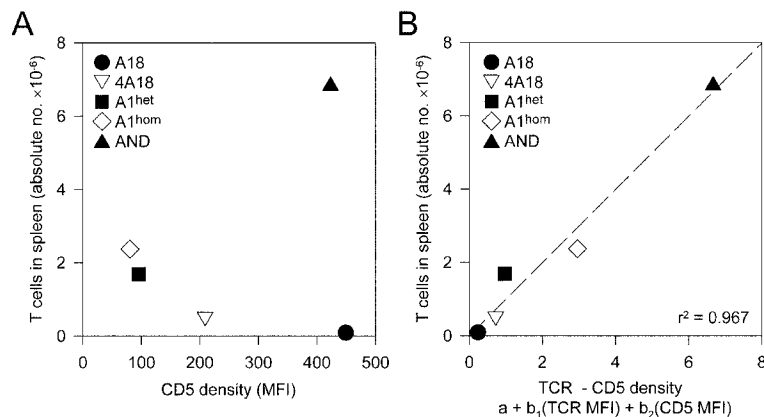 A
T cells in spleen (absolute no. ×10⁻⁶)
8
6
4
2
0
A18
4A18
A1ʰᵉᵗ
A1ʰᵒᵐ
AND
0 100 200 300 400 500
CD5 density (MFI)
B
T cells in spleen (absolute no. ×10⁻⁶)
8
6
4
2
0
A18
4A18
A1ʰᵉᵗ
A1ʰᵒᵐ
AND
r² = 0.967
0 2 4 6 8
TCR - CD5 density
a + b₁(TCR MFI) + b₂(CD5 MFI)